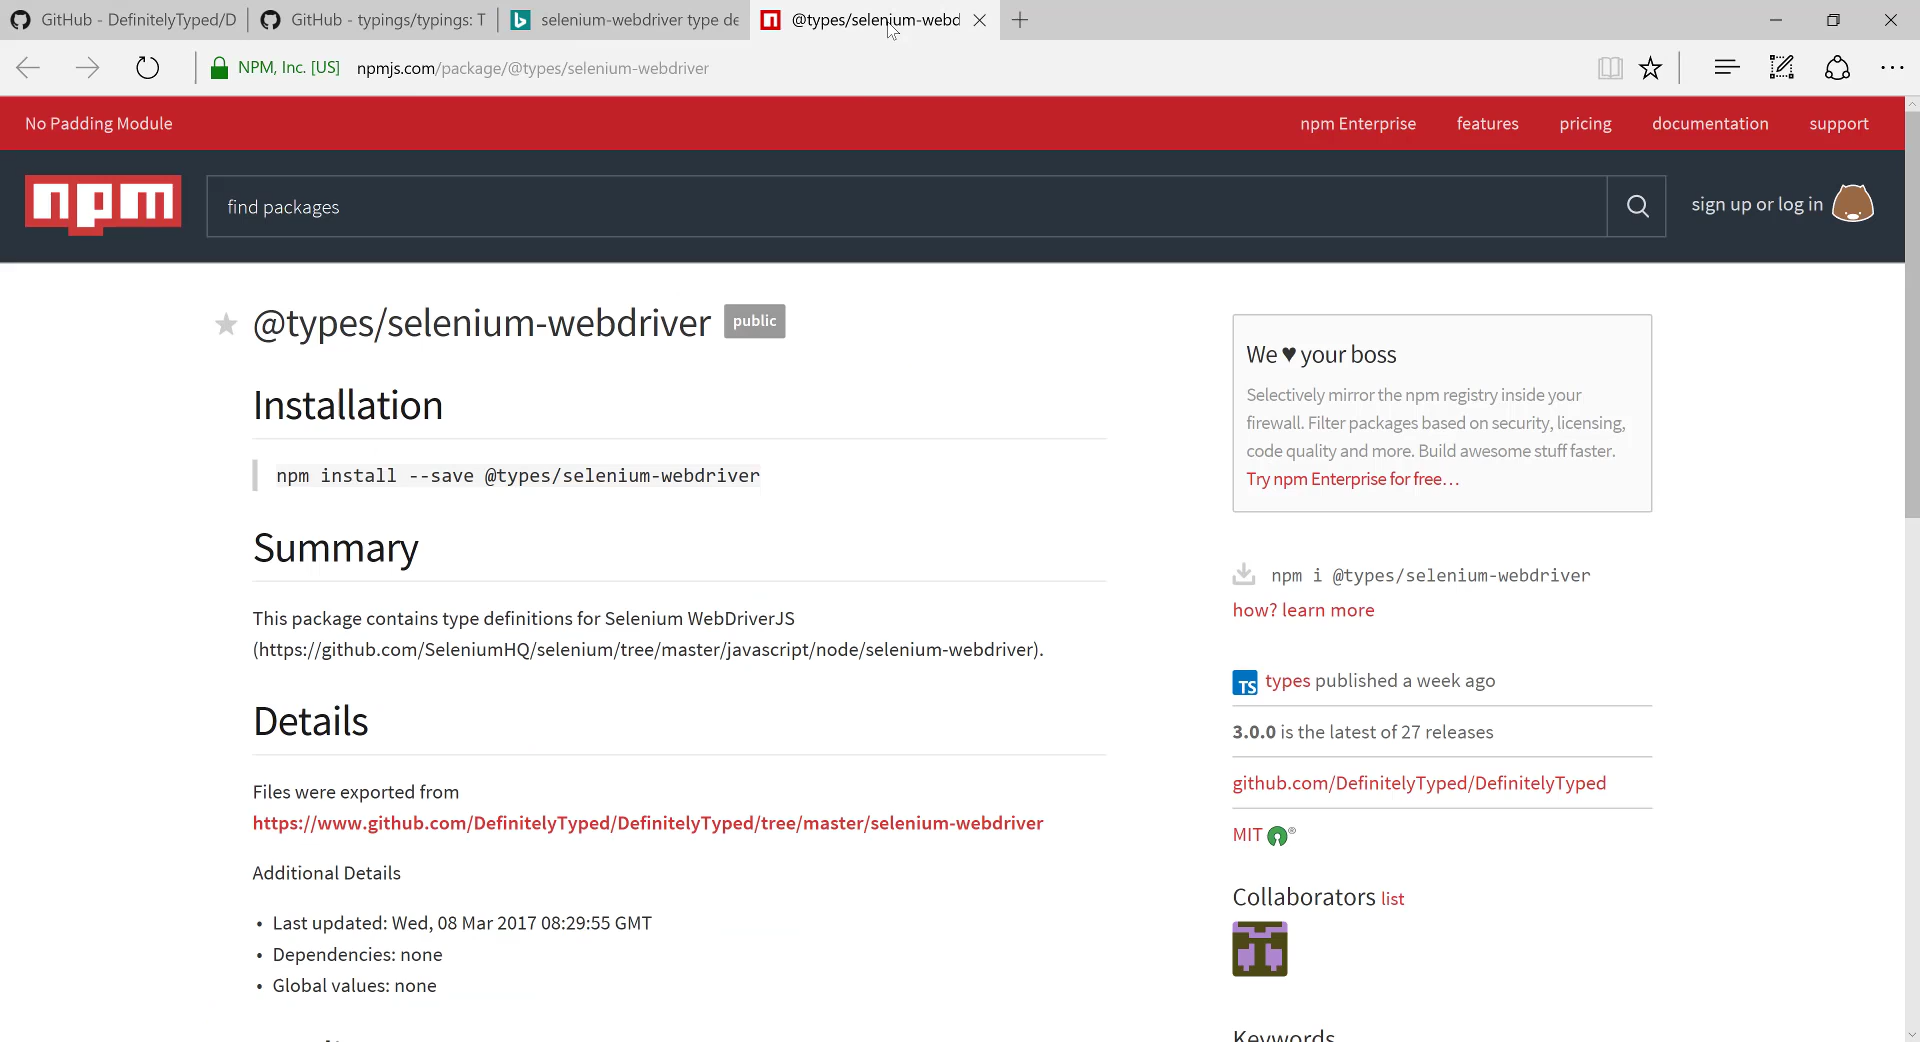 GitHub - DefinitelyTyped/D
GitHub - typings/typings: T
selenium-webdriver type de
@types/selenium-webd
NPM, Inc. [US]
npmjs.com/package/@types/selenium-webdriver
No Padding Module
npm Enterprise
features
pricing
documentation
support
npm
find packages
sign up or log in
@types/selenium-webdriver
public
Installation
npm install --save @types/selenium-webdriver
Summary
This package contains type definitions for Selenium WebDriverJS
(https://github.com/SeleniumHQ/selenium/tree/master/javascript/node/selenium-webdriver).
Details
Files were exported from
https://www.github.com/DefinitelyTyped/DefinitelyTyped/tree/master/selenium-webdriver
Additional Details
• Last updated: Wed, 08 Mar 2017 08:29:55 GMT
• Dependencies: none
• Global values: none
We ♥ your boss
Selectively mirror the npm registry inside your
firewall. Filter packages based on security, licensing,
code quality and more. Build awesome stuff faster.
Try npm Enterprise for free…
npm i @types/selenium-webdriver
how? learn more
TS types published a week ago
3.0.0 is the latest of 27 releases
github.com/DefinitelyTyped/DefinitelyTyped
MIT ®
Collaborators list
Keywords